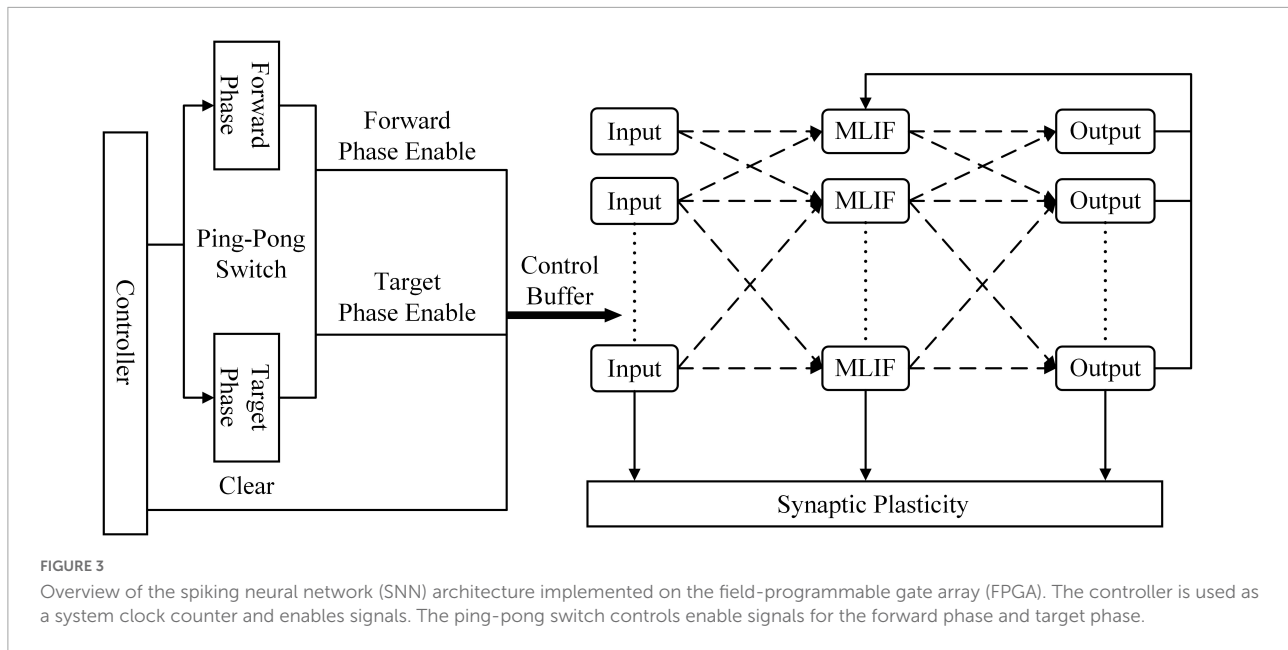 Controller
Forward
Phase
Ping-Pong
Switch
Target
Phase
Clear
Forward
Phase Enable
Target
Phase Enable
Control
Buffer
Input
MLIF
Output
Input
MLIF
Output
Input
MLIF
Output
Synaptic Plasticity
FIGURE 3
Overview of the spiking neural network (SNN) architecture implemented on the field-programmable gate array (FPGA). The controller is used as
a system clock counter and enables signals. The ping-pong switch controls enable signals for the forward phase and target phase.